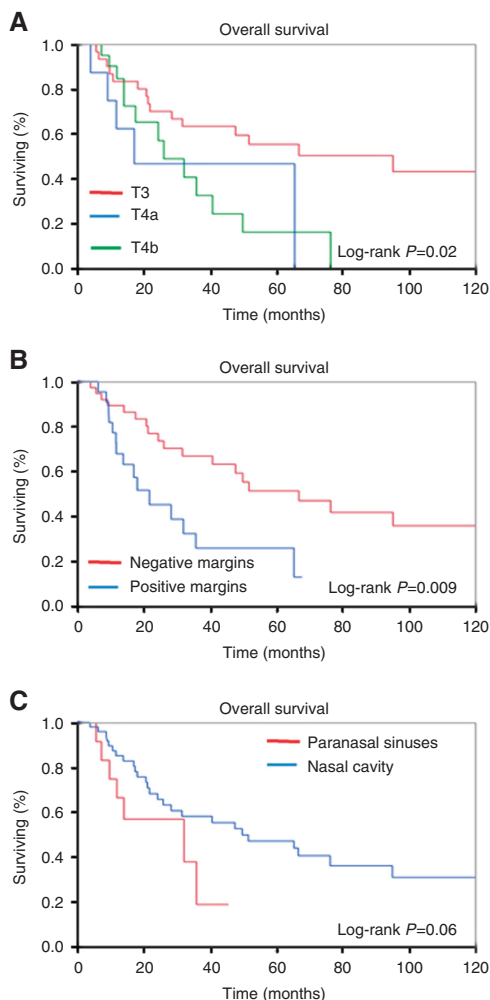 A
Overall survival
Surviving (%)
1.0
0.8
0.6
0.4
0.2
0.0
T3
T4a
T4b
Log-rank P=0.02
0 20 40 60 80 100 120
Time (months)
B
Overall survival
Surviving (%)
1.0
0.8
0.6
0.4
0.2
0.0
Negative margins
Positive margins
Log-rank P=0.009
0 20 40 60 80 100 120
Time (months)
C
Overall survival
Surviving (%)
1.0
0.8
0.6
0.4
0.2
0.0
Paranasal sinuses
Nasal cavity
Log-rank P=0.06
0 20 40 60 80 100 120
Time (months)